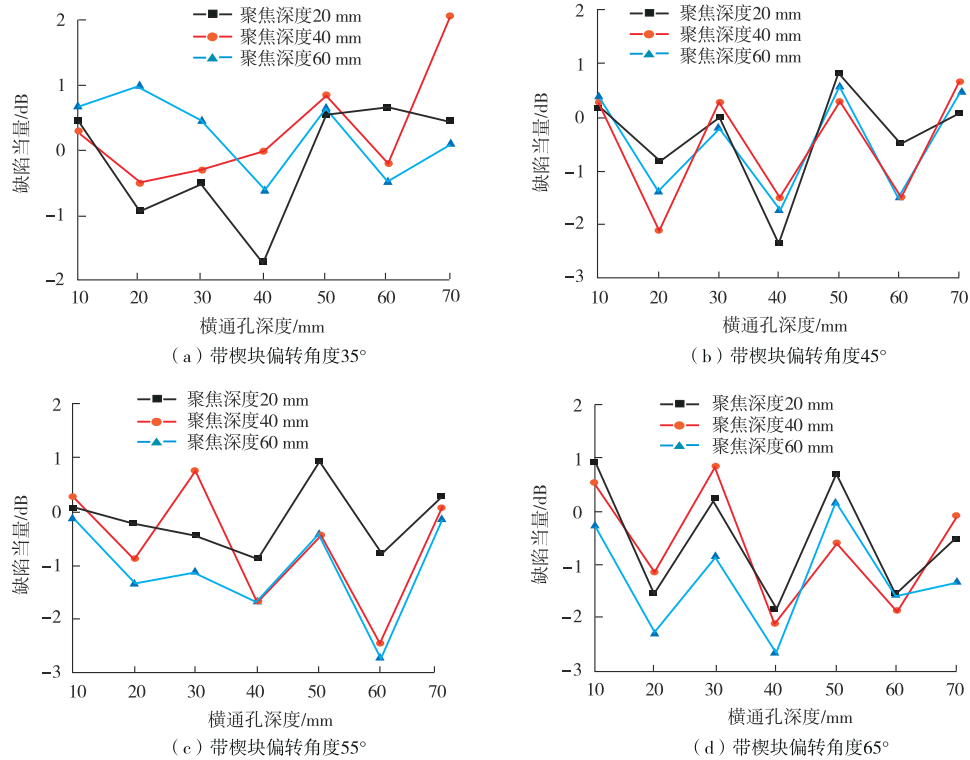 聚焦深度20 mm
聚焦深度40 mm
聚焦深度60 mm
缺陷当量/dB
2
1
0
−1
−2
10 20 30 40 50 60 70
横通孔深度/mm
(a) 带楔块偏转角度35°
聚焦深度20 mm
聚焦深度40 mm
聚焦深度60 mm
缺陷当量/dB
2
1
0
−1
−2
−3
10 20 30 40 50 60 70
横通孔深度/mm
(b) 带楔块偏转角度45°
聚焦深度20 mm
聚焦深度40 mm
聚焦深度60 mm
缺陷当量/dB
2
1
0
−1
−2
−3
10 20 30 40 50 60 70
横通孔深度/mm
(c) 带楔块偏转角度55°
聚焦深度20 mm
聚焦深度40 mm
聚焦深度60 mm
缺陷当量/dB
2
1
0
−1
−2
−3
10 20 30 40 50 60 70
横通孔深度/mm
(d) 带楔块偏转角度65°